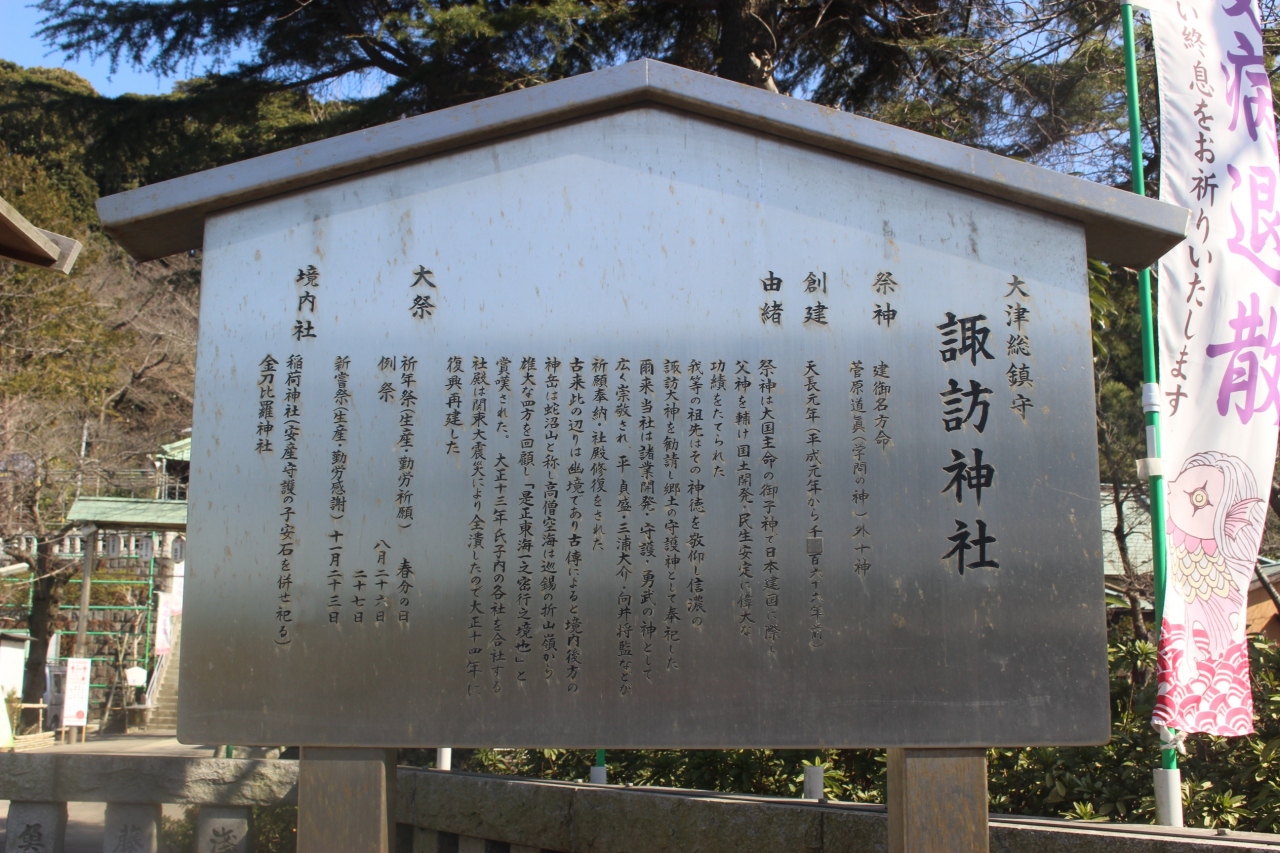 大津総鎮守
諏訪神社
祭神
建御名方命
菅原道眞(学問の神)外十神
創建
天長元年(平成元年から千百六十六年前)
由緒
祭神は大国主命の御子神で日本建国の際し
父神を輔け国土開発・民生安定に偉大な
功績をたてられた
我等の祖先はその神徳を敬仰し信濃の
諏訪大神を勧請し郷土の守護神として奉祀した
爾来、当社は諸業開発・守護・勇武の神として
広く崇敬され、平 貞盛・三浦大介・向井将監などが
祈願奉納・社殿修復をされた
古来此の辺りは幽境であり古傳によると境内後方の
神岳は蛇沼山と称し高僧空海は巡錫の折山嶺から
雄大な四方を回顧し「是正東海一之密行之境也」と
賞嘆された。大正十三年氏子内の各社を合社する
社殿は関東大震災により全潰したので大正十四年に
復興再建した
大祭
祈年祭(生産・勤労祈願) 春分の日
例祭 八月二十六日
二十七日
新嘗祭(生産・勤労感謝)十一月二十三日
境内社
稲荷神社(安産守護の子安石を併せ祀る)
金刀比羅神社
病退散
い終息をお祈りいたします
藤